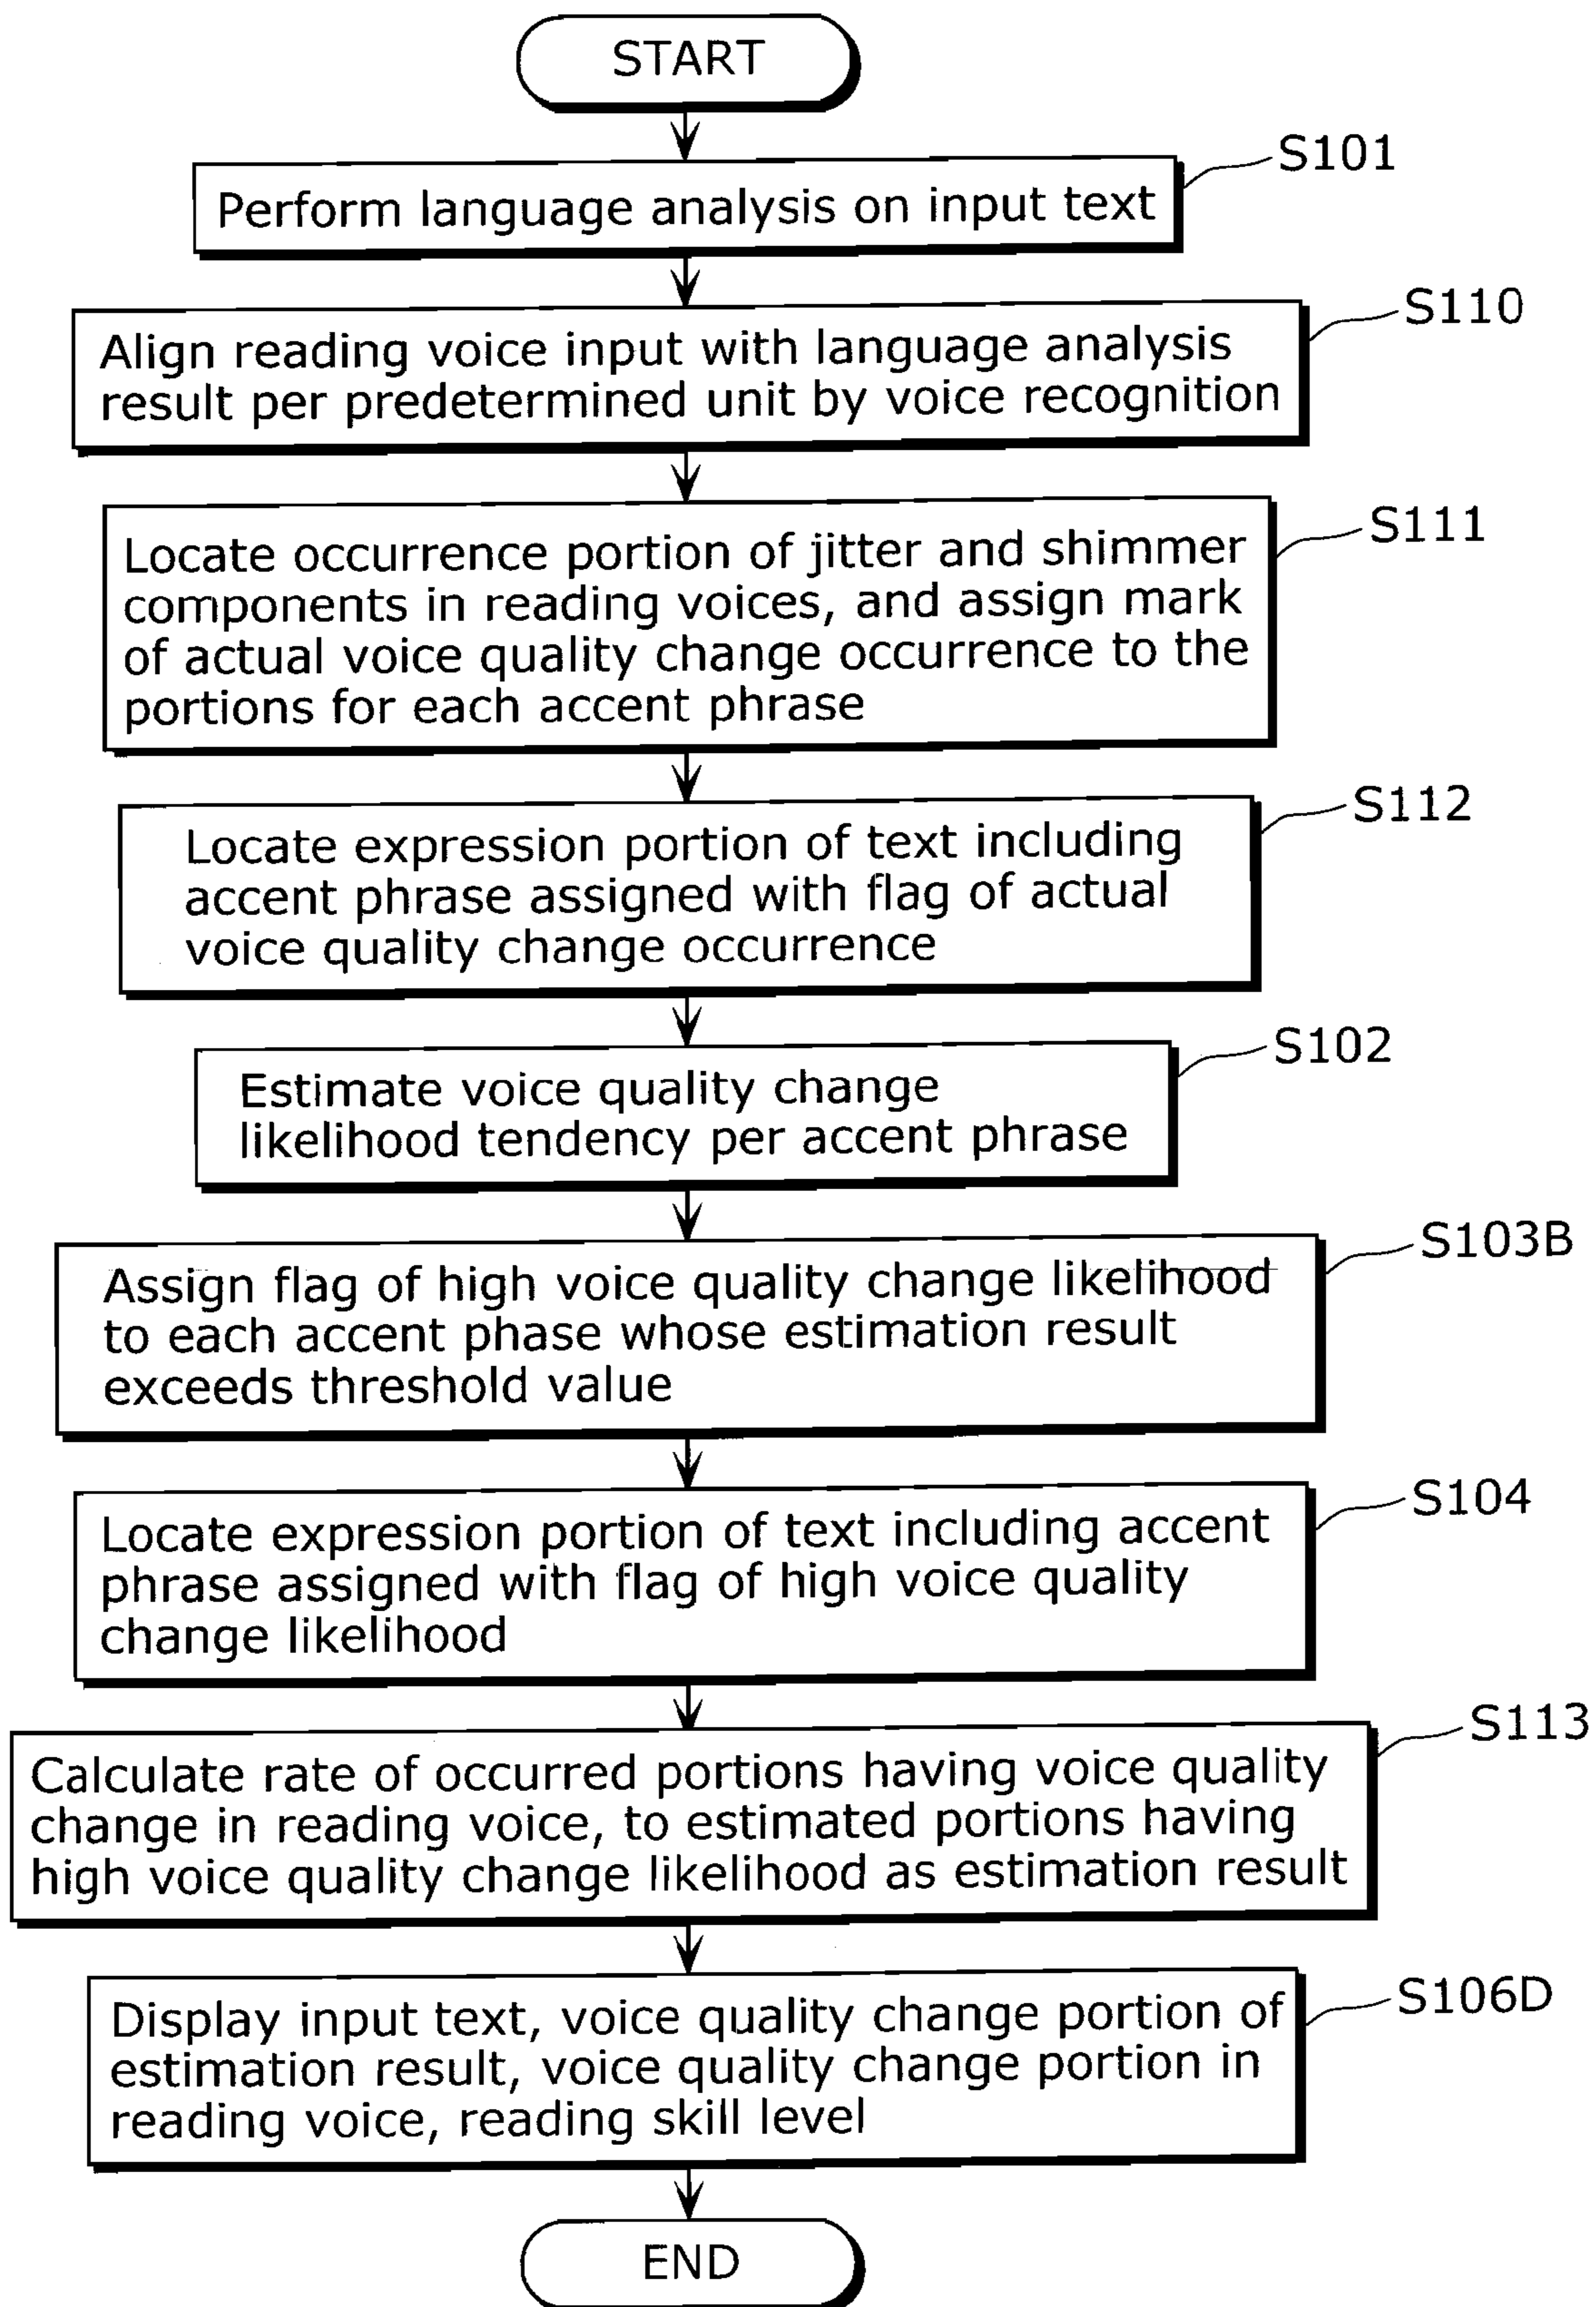 START
S101
Perform language analysis on input text
S110
Align reading voice input with language analysis
result per predetermined unit by voice recognition
S111
Locate occurrence portion of jitter and shimmer
components in reading voices, and assign mark
of actual voice quality change occurrence to the
portions for each accent phrase
S112
Locate expression portion of text including
accent phrase assigned with flag of actual
voice quality change occurrence
S102
Estimate voice quality change
likelihood tendency per accent phrase
S103B
Assign flag of high voice quality change likelihood
to each accent phase whose estimation result
exceeds threshold value
S104
Locate expression portion of text including accent
phrase assigned with flag of high voice quality
change likelihood
S113
Calculate rate of occurred portions having voice quality
change in reading voice, to estimated portions having
high voice quality change likelihood as estimation result
S106D
Display input text, voice quality change portion of
estimation result, voice quality change portion in
reading voice, reading skill level
END